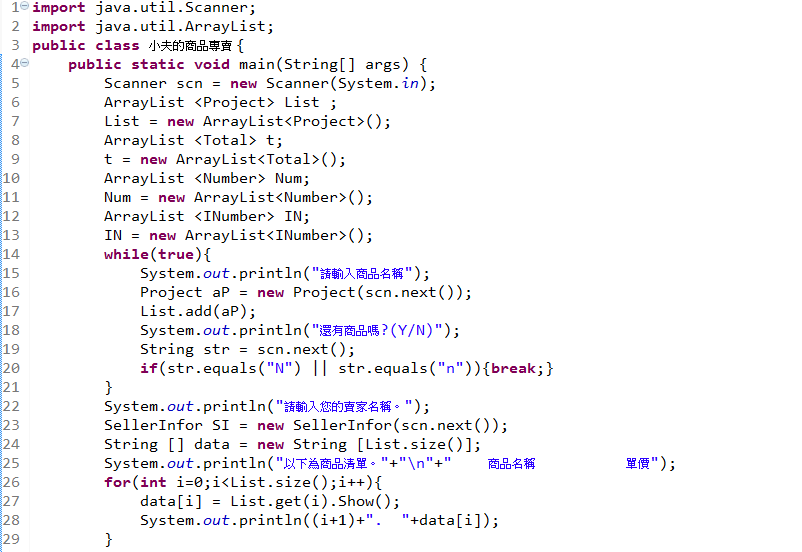 1 import java.util.Scanner;
2 import java.util.ArrayList;
3 public class 小夫的商品專賣 {
4     public static void main(String[] args) {
5         Scanner scn = new Scanner(System.in);
6         ArrayList <Project> List ;
7         List = new ArrayList<Project>();
8         ArrayList <Total> t;
9         t = new ArrayList<Total>();
10         ArrayList <Number> Num;
11         Num = new ArrayList<Number>();
12         ArrayList <INumber> IN;
13         IN = new ArrayList<INumber>();
14         while(true){
15             System.out.println("請輸入商品名稱");
16             Project aP = new Project(scn.next());
17             List.add(aP);
18             System.out.println("還有商品嗎?(Y/N)");
19             String str = scn.next();
20             if(str.equals("N") || str.equals("n")){break;}
21         }
22         System.out.println("請輸入您的賣家名稱。");
23         SellerInfor SI = new SellerInfor(scn.next());
24         String [] data = new String [List.size()];
25         System.out.println("以下為商品清單。"+"\n"+"    商品名稱          單價");
26         for(int i=0;i<List.size();i++){
27             data[i] = List.get(i).Show();
28             System.out.println((i+1)+".  "+data[i]);
29         }